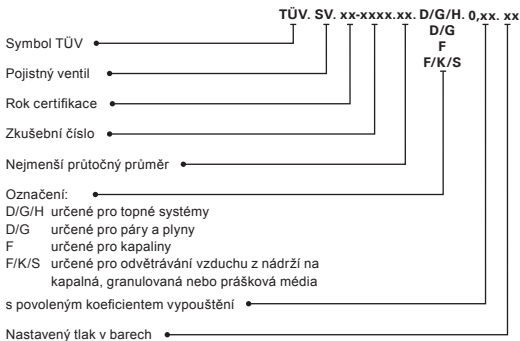 TÜV. SV. xx-xxxx.xx. D/G/H. 0,xx. xx
D/G
F
F/K/S
Symbol TÜV
Pojistný ventil
Rok certifikace
Zkušební číslo
Nejmenší průtočný průměr
Označení:
D/G/H určené pro topné systémy
D/G určené pro páry a plyny
F určené pro kapaliny
F/K/S určené pro odvětrávání vzduchu z nádrží na
kapalná, granulovaná nebo prášková média
s povoleným koeficientem vypouštění
Nastavený tlak v barech